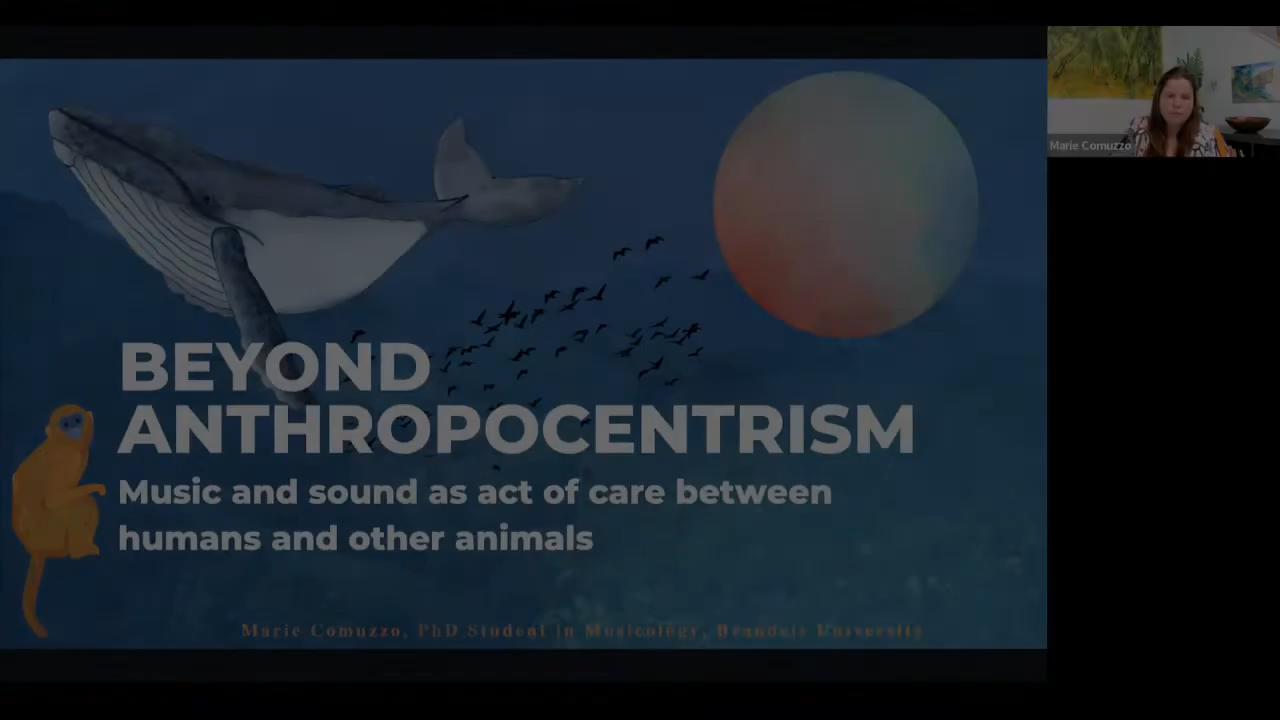 Marie Comuzzo
BEYOND
ANTHROPOCENTRISM
Music and sound as act of care between
humans and other animals
Marie Comuzzo, PhD Student in Musicology, Brandeis University